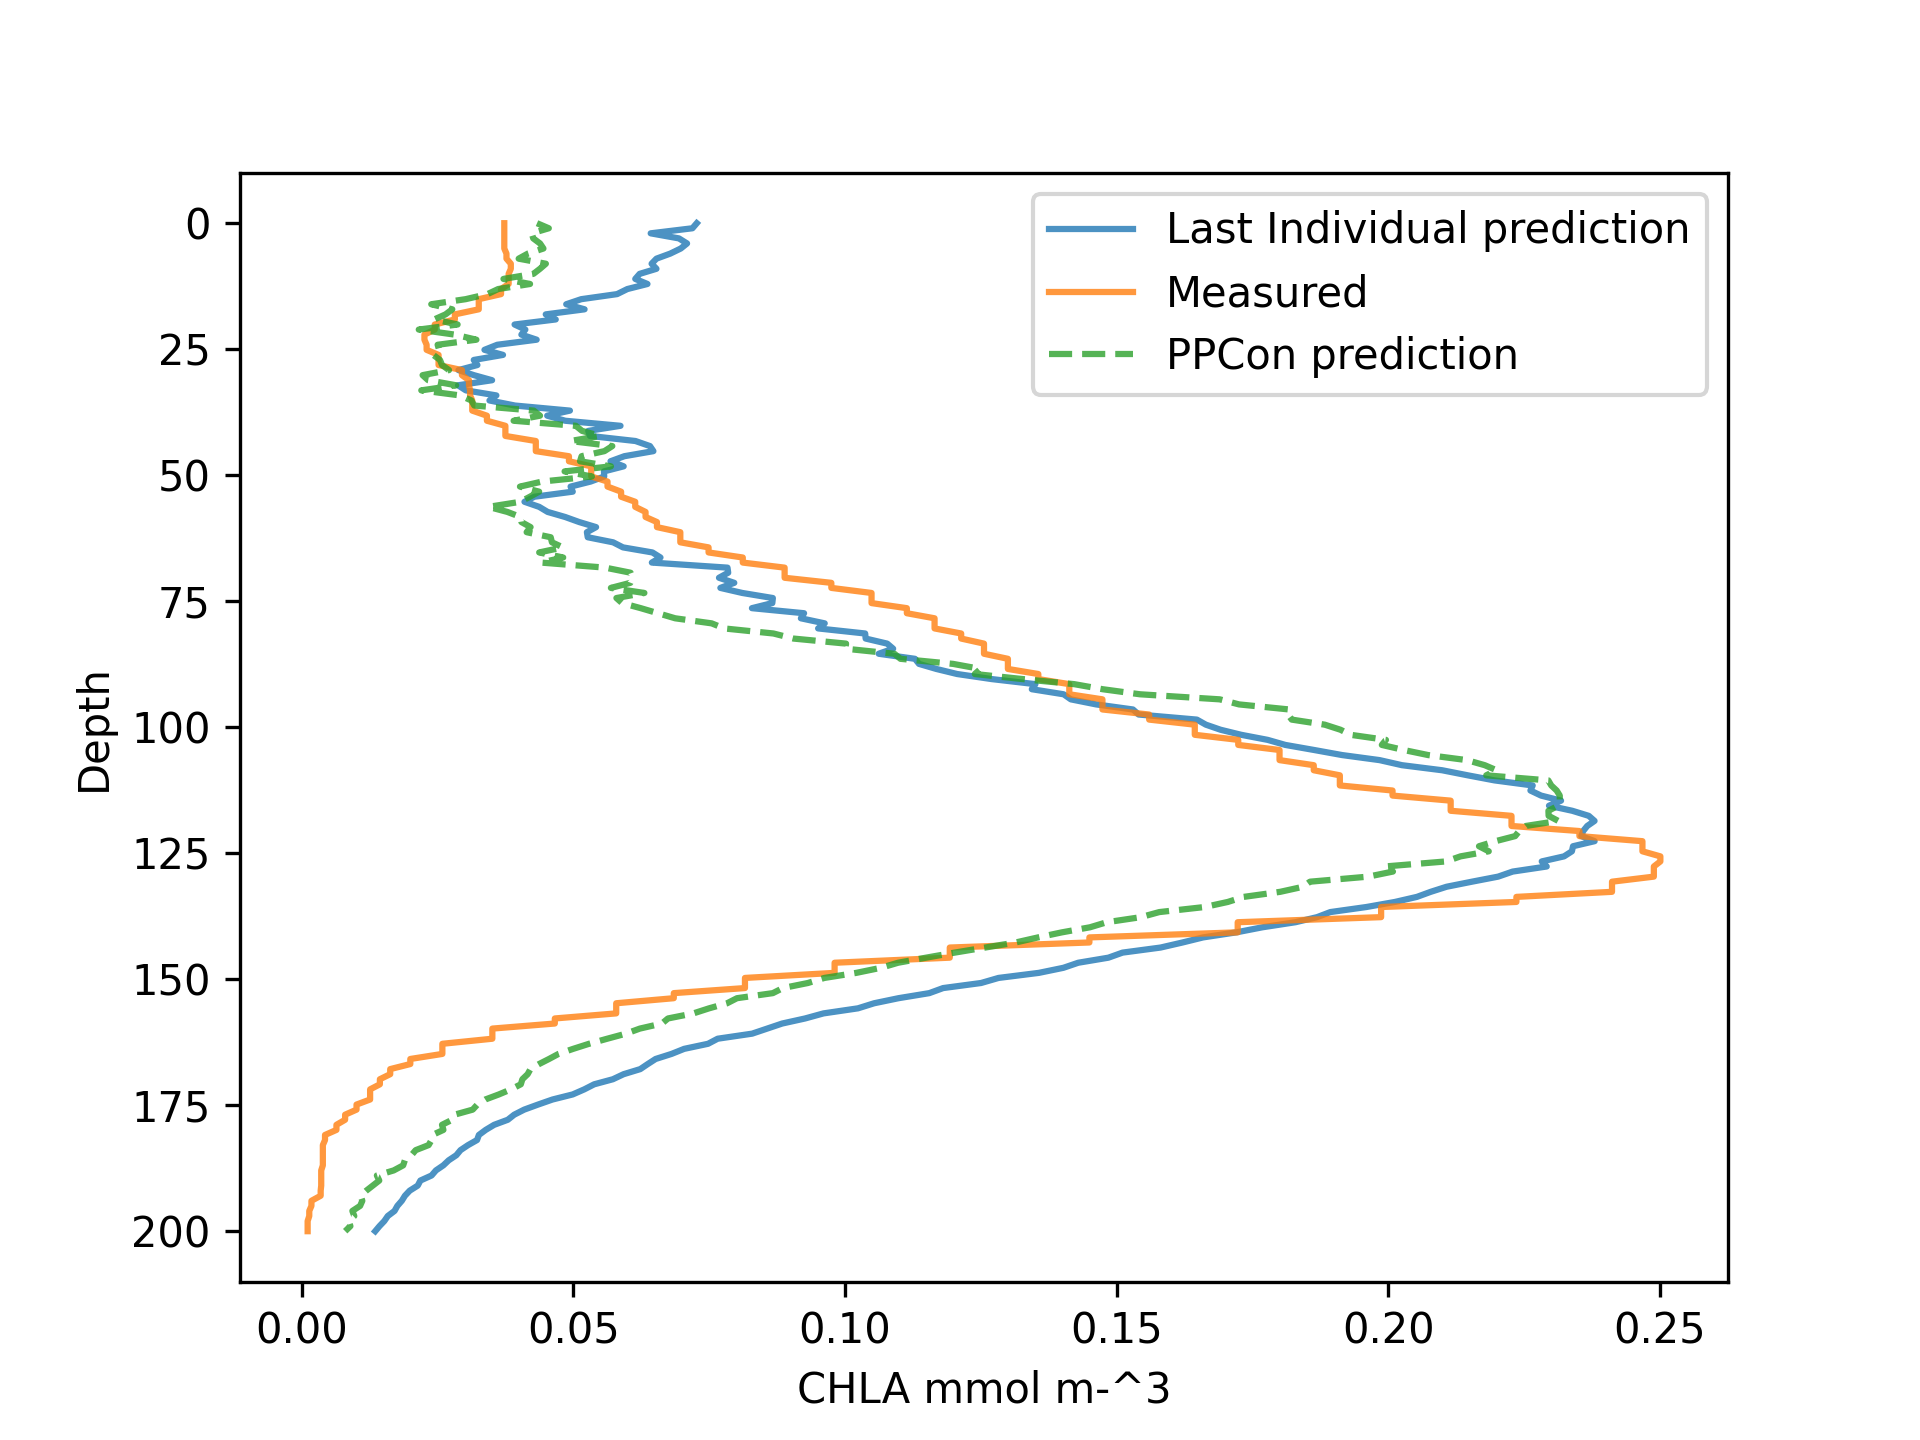 Last Individual prediction
Measured
PPCon prediction
0
25
50
75
100
125
150
175
200
Depth
0.00 0.05 0.10 0.15 0.20 0.25
CHLA mmol m-^3